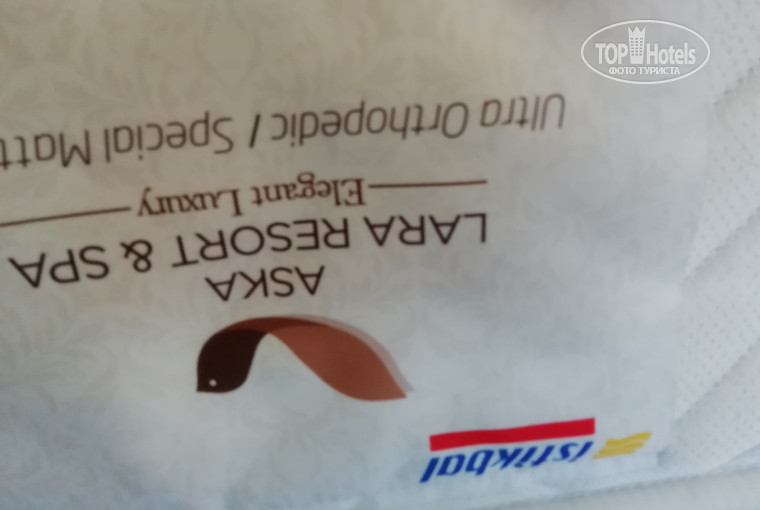 istikbal
ASKA
LARA RESORT & SPA
Elegant Luxury
Ultra Orthopedic / Special Matt
TOP Hotels
ФОТО ТУРИСТА